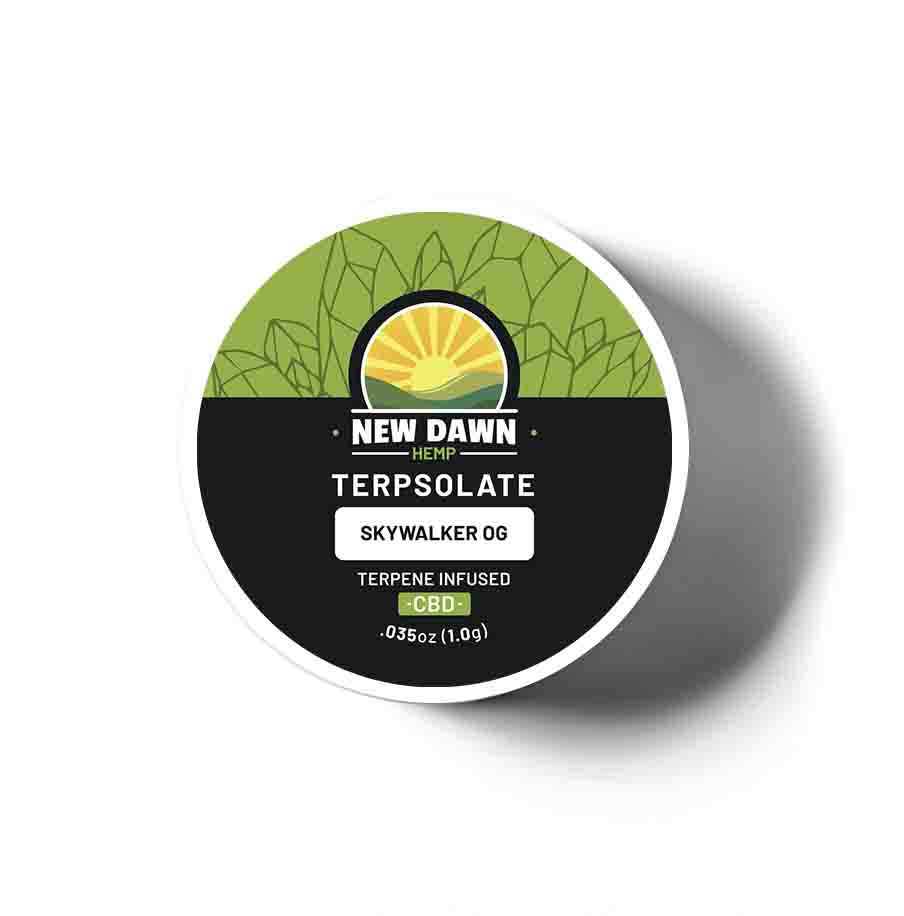 NEW DAWN
HEMP
TERPSOLATE
SKYWALKER OG
TERPENE INFUSED
-CBD-
.035oz (1.0g)